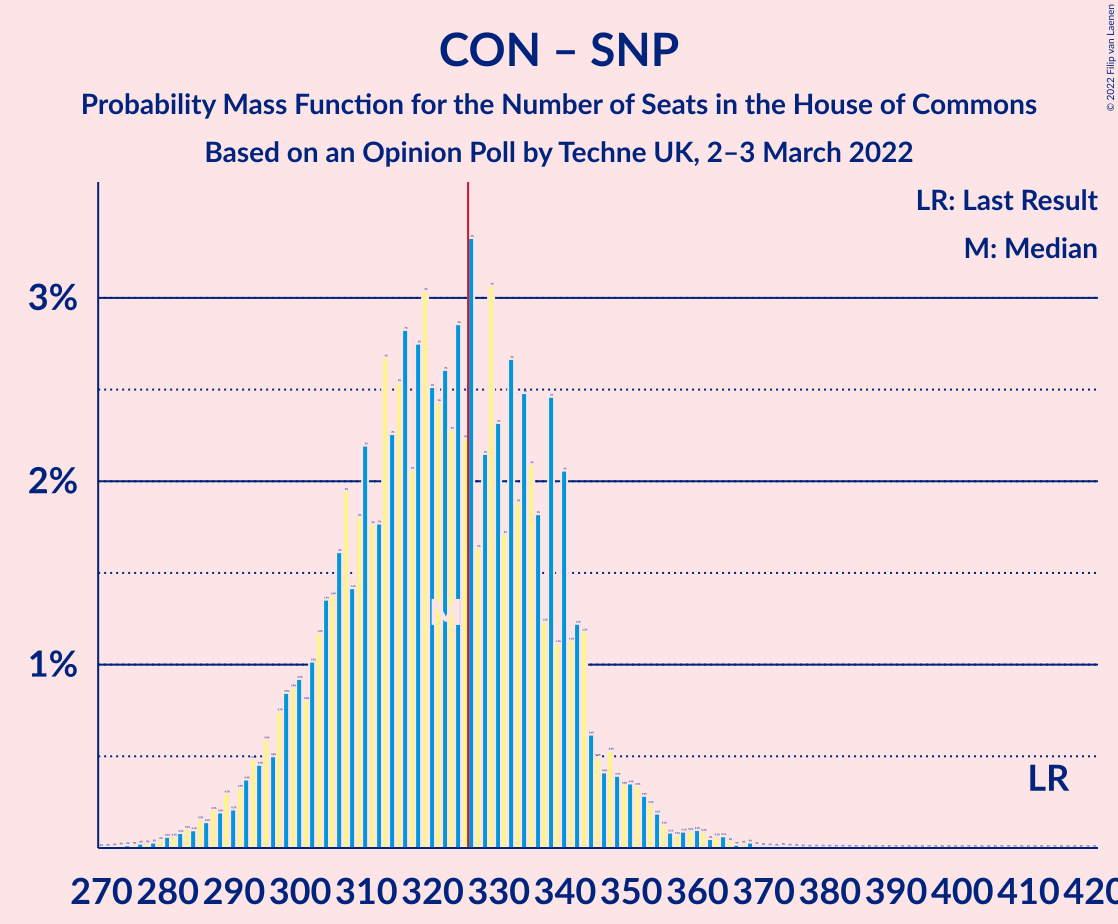 CON – SNP
Probability Mass Function for the Number of Seats in the House of Commons
Based on an Opinion Poll by Techne UK, 2–3 March 2022
© 2022 Filip van Laenen
LR: Last Result
M: Median
3%
2%
1%
M
LR
270 280 290 300 310 320 330 340 350 360 370 380 390 400 410 420